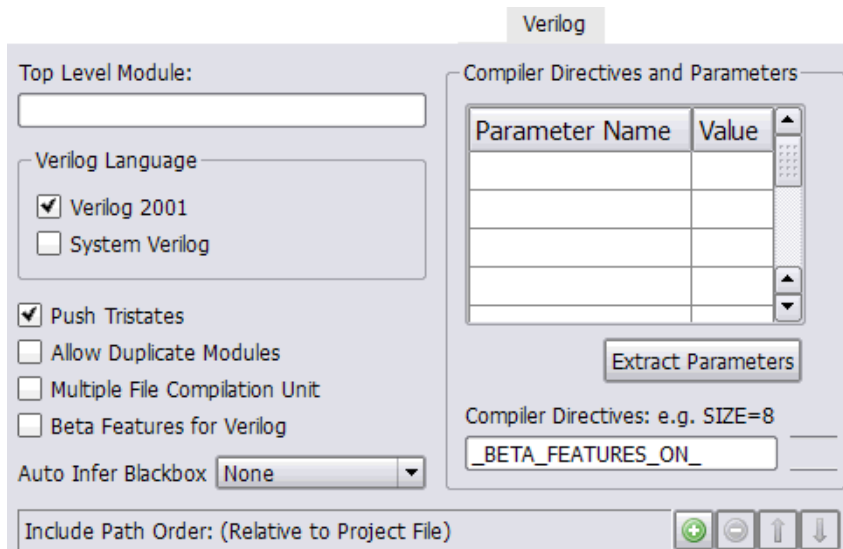 Verilog
Top Level Module:
Verilog Language
Verilog 2001
System Verilog
Push Tristates
Allow Duplicate Modules
Multiple File Compilation Unit
Beta Features for Verilog
Auto Infer Blackbox None
Compiler Directives and Parameters
Parameter Name Value
Extract Parameters
Compiler Directives: e.g. SIZE=8
_BETA_FEATURES_ON_
Include Path Order: (Relative to Project File)